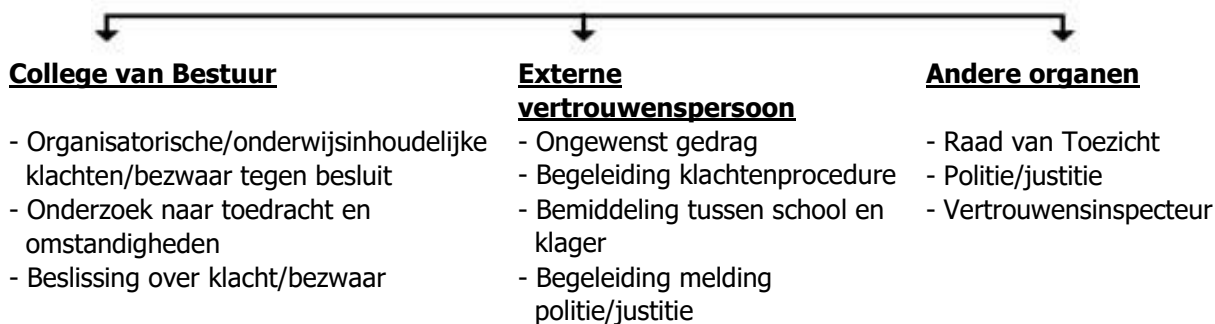 College van Bestuur
- Organisatorische/onderwijsinhoudelijke
klachten/bezwaar tegen besluit
- Onderzoek naar toedracht en
omstandigheden
- Beslissing over klacht/bezwaar
Externe
vertrouwenspersoon
- Ongewenst gedrag
- Begeleiding klachtenprocedure
- Bemiddeling tussen school en
klager
- Begeleiding melding
politie/justitie
Andere organen
- Raad van Toezicht
- Politie/justitie
- Vertrouwensinspecteur